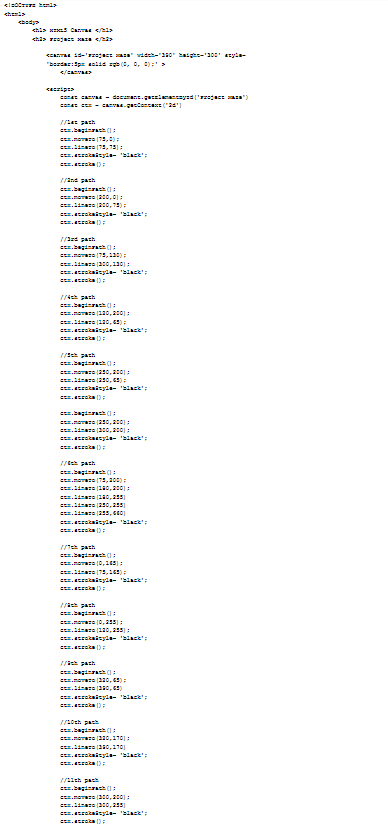 <!DOCTYPE html>
<html>
<body>
<h1> HTML5 Canvas </h1>
<h2> Project Maze </h2>
<canvas id="Project Maze" width="390" height="300" style=
"border:5px solid rgb(0, 0, 0);" >
</canvas>
<script>
const canvas = document.getElementById('Project Maze')
const ctx = canvas.getContext('2d')
//1st path
ctx.beginPath();
ctx.moveTo(75,0);
ctx.lineTo(75,75);
ctx.strokeStyle= 'black';
ctx.stroke();
//2nd path
ctx.beginPath();
ctx.moveTo(200,0);
ctx.lineTo(200,75);
ctx.strokeStyle= 'black';
ctx.stroke();
//3rd path
ctx.beginPath();
ctx.moveTo(75,130);
ctx.lineTo(300,130);
ctx.strokeStyle= 'black';
ctx.stroke();
//4th path
ctx.beginPath();
ctx.moveTo(130,200);
ctx.lineTo(130,65);
ctx.strokeStyle= 'black';
ctx.stroke();
//5th path
ctx.beginPath();
ctx.moveTo(250,200);
ctx.lineTo(250,65);
ctx.strokeStyle= 'black';
ctx.stroke();
ctx.beginPath();
ctx.moveTo(250,200);
ctx.lineTo(300,200);
ctx.strokeStyle= 'black';
ctx.stroke();
//6th path
ctx.beginPath();
ctx.moveTo(75,200);
ctx.lineTo(190,200);
ctx.lineTo(190,255)
ctx.lineTo(250,255)
ctx.lineTo(255,660)
ctx.strokeStyle= 'black';
ctx.stroke();
//7th path
ctx.beginPath();
ctx.moveTo(0,165);
ctx.lineTo(75,165);
ctx.strokeStyle= 'black';
ctx.stroke();
//8th path
ctx.beginPath();
ctx.moveTo(0,255);
ctx.lineTo(130,255);
ctx.strokeStyle= 'black';
ctx.stroke();
//9th path
ctx.beginPath();
ctx.moveTo(330,65);
ctx.lineTo(390,65)
ctx.strokeStyle= 'black';
ctx.stroke();
//10th path
ctx.beginPath();
ctx.moveTo(330,170);
ctx.lineTo(390,170)
ctx.strokeStyle= 'black';
ctx.stroke();
//11th path
ctx.beginPath();
ctx.moveTo(300,200);
ctx.lineTo(300,255)
ctx.strokeStyle= 'black';
ctx.stroke();